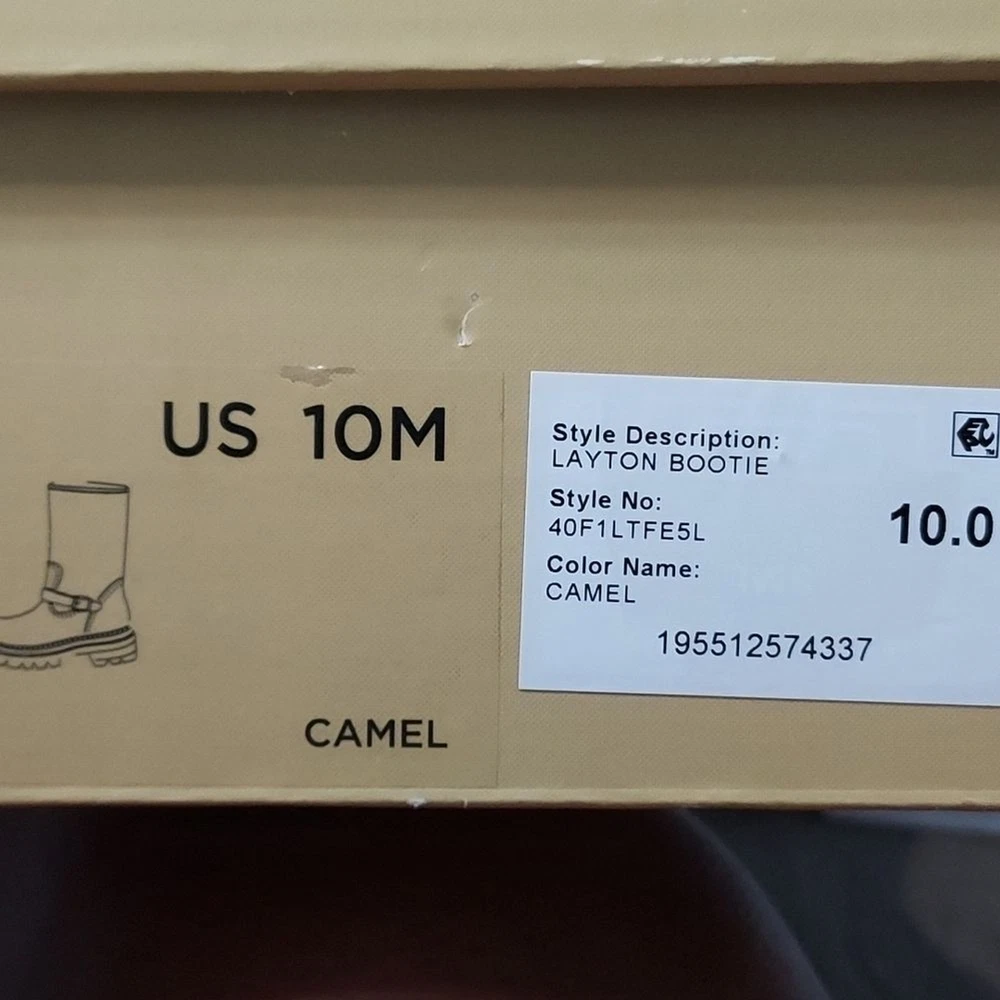 US 10M
CAMEL
Style Description:
LAYTON BOOTIE
Style No:
40F1LTFE5L
10.0
Color Name:
CAMEL
195512574337